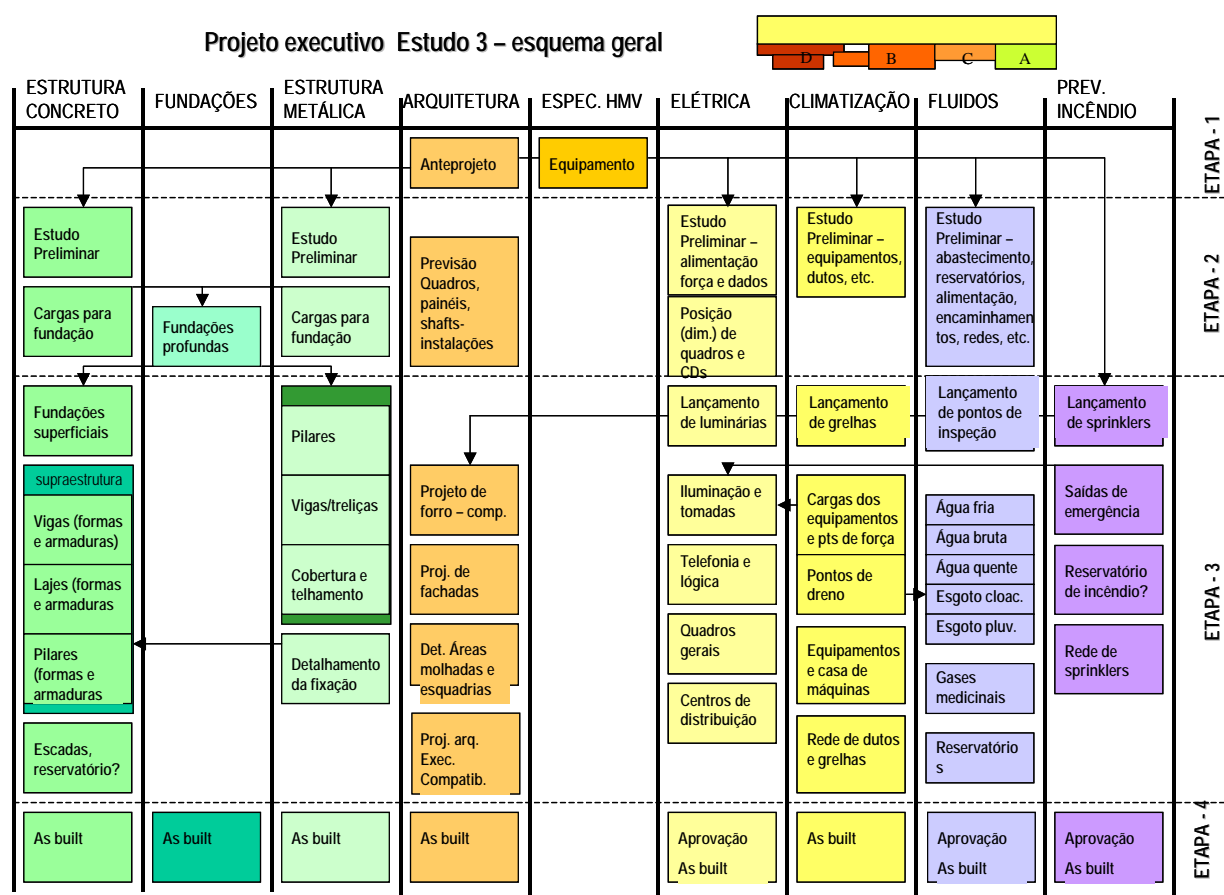 Projeto executivo Estudo 3 – esquema geral
D
B
C
A
ESTRUTURA
CONCRETO
FUNDAÇÕES
ESTRUTURA
METÁLICA
ARQUITETURA
ESPEC. HMV
ELÉTRICA
CLIMATIZAÇÃO
FLUIDOS
PREV.
INCÊNDIO
ETAPA - 1
Anteprojeto
Equipamento
ETAPA - 2
Estudo
Preliminar
Cargas para
fundação
Fundações
profundas
Estudo
Preliminar
Cargas para
fundação
Previsão
Quadros,
painéis,
shafts-
instalações
Estudo
Preliminar –
alimentação
força e dados
Posição
(dim.) de
quadros e
CDs
Estudo
Preliminar –
equipamentos,
dutos, etc.
Estudo
Preliminar –
abastecimento,
reservatórios,
alimentação,
encaminhamen
tos, redes, etc.
ETAPA - 3
Fundações
superficiais
supraestrutura
Vigas (formas
e armaduras)
Lajes (formas
e armaduras
Pilares
(formas e
armaduras
Escadas,
reservatório?
Pilares
Vigas/treliças
Cobertura e
telhamento
Detalhamento
da fixação
Projeto de
forro – comp.
Proj. de
fachadas
Det. Áreas
molhadas e
esquadrias
Proj. arq.
Exec.
Compatib.
Lançamento
de luminárias
Iluminação e
tomadas
Telefonia e
lógica
Quadros
gerais
Centros de
distribuição
Lançamento
de grelhas
Cargas dos
equipamentos
e pts de força
Pontos de
dreno
Equipamentos
e casa de
máquinas
Rede de dutos
e grelhas
Lançamento
de pontos de
inspeção
Água fria
Água bruta
Água quente
Esgoto cloac.
Esgoto pluv.
Gases
medicinais
Reservatório
s
Lançamento
de sprinklers
Saídas de
emergência
Reservatório
de incêndio?
Rede de
sprinklers
ETAPA - 4
As built
As built
As built
As built
Aprovação
As built
As built
Aprovação
As built
Aprovação
As built